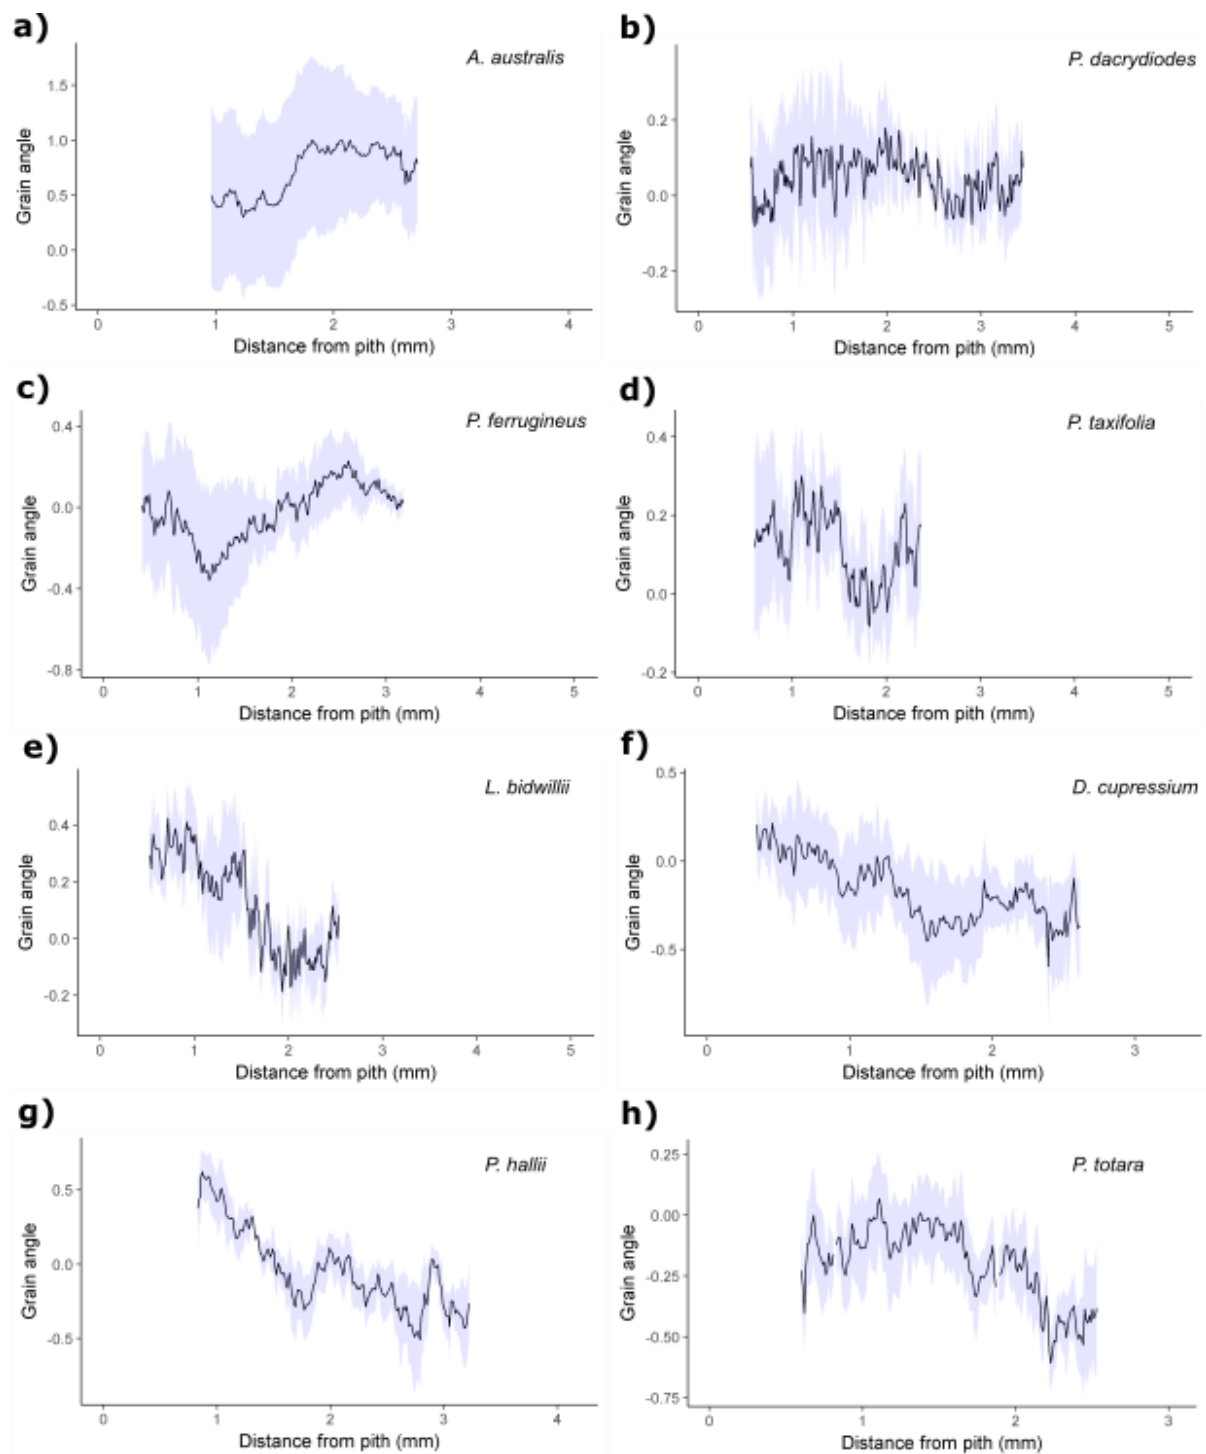 a)
A. australis
Grain angle
1.5
1.0
0.5
0.0
-0.5
0 1 2 3 4
Distance from pith (mm)
b)
P. dacrydiodes
Grain angle
0.2
0.0
-0.2
0 1 2 3 4 5
Distance from pith (mm)
c)
P. ferrugineus
Grain angle
0.4
0.0
-0.4
-0.8
0 1 2 3 4 5
Distance from pith (mm)
d)
P. taxifolia
Grain angle
0.4
0.2
0.0
-0.2
0 1 2 3 4 5
Distance from pith (mm)
e)
L. bidwillii
Grain angle
0.4
0.2
0.0
-0.2
0 1 2 3 4 5
Distance from pith (mm)
f)
D. cupressium
Grain angle
0.5
0.0
-0.5
0 1 2 3
Distance from pith (mm)
g)
P. hallii
Grain angle
0.5
0.0
-0.5
0 1 2 3 4
Distance from pith (mm)
h)
P. totara
Grain angle
0.25
0.00
-0.25
-0.50
-0.75
0 1 2 3
Distance from pith (mm)